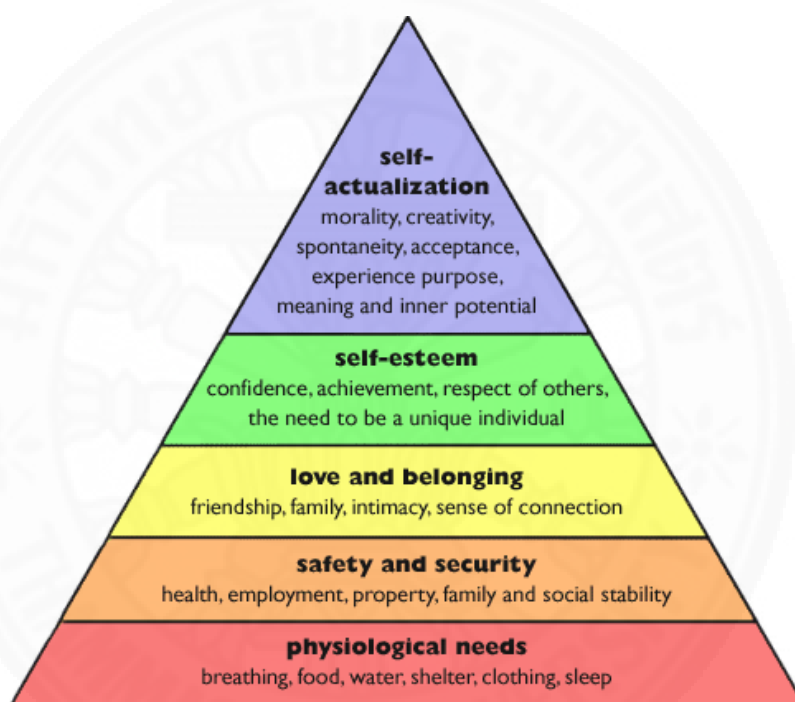 self-
actualization
morality, creativity,
spontaneity, acceptance,
experience purpose,
meaning and inner potential
self-esteem
confidence, achievement, respect of others,
the need to be a unique individual
love and belonging
friendship, family, intimacy, sense of connection
safety and security
health, employment, property, family and social stability
physiological needs
breathing, food, water, shelter, clothing, sleep